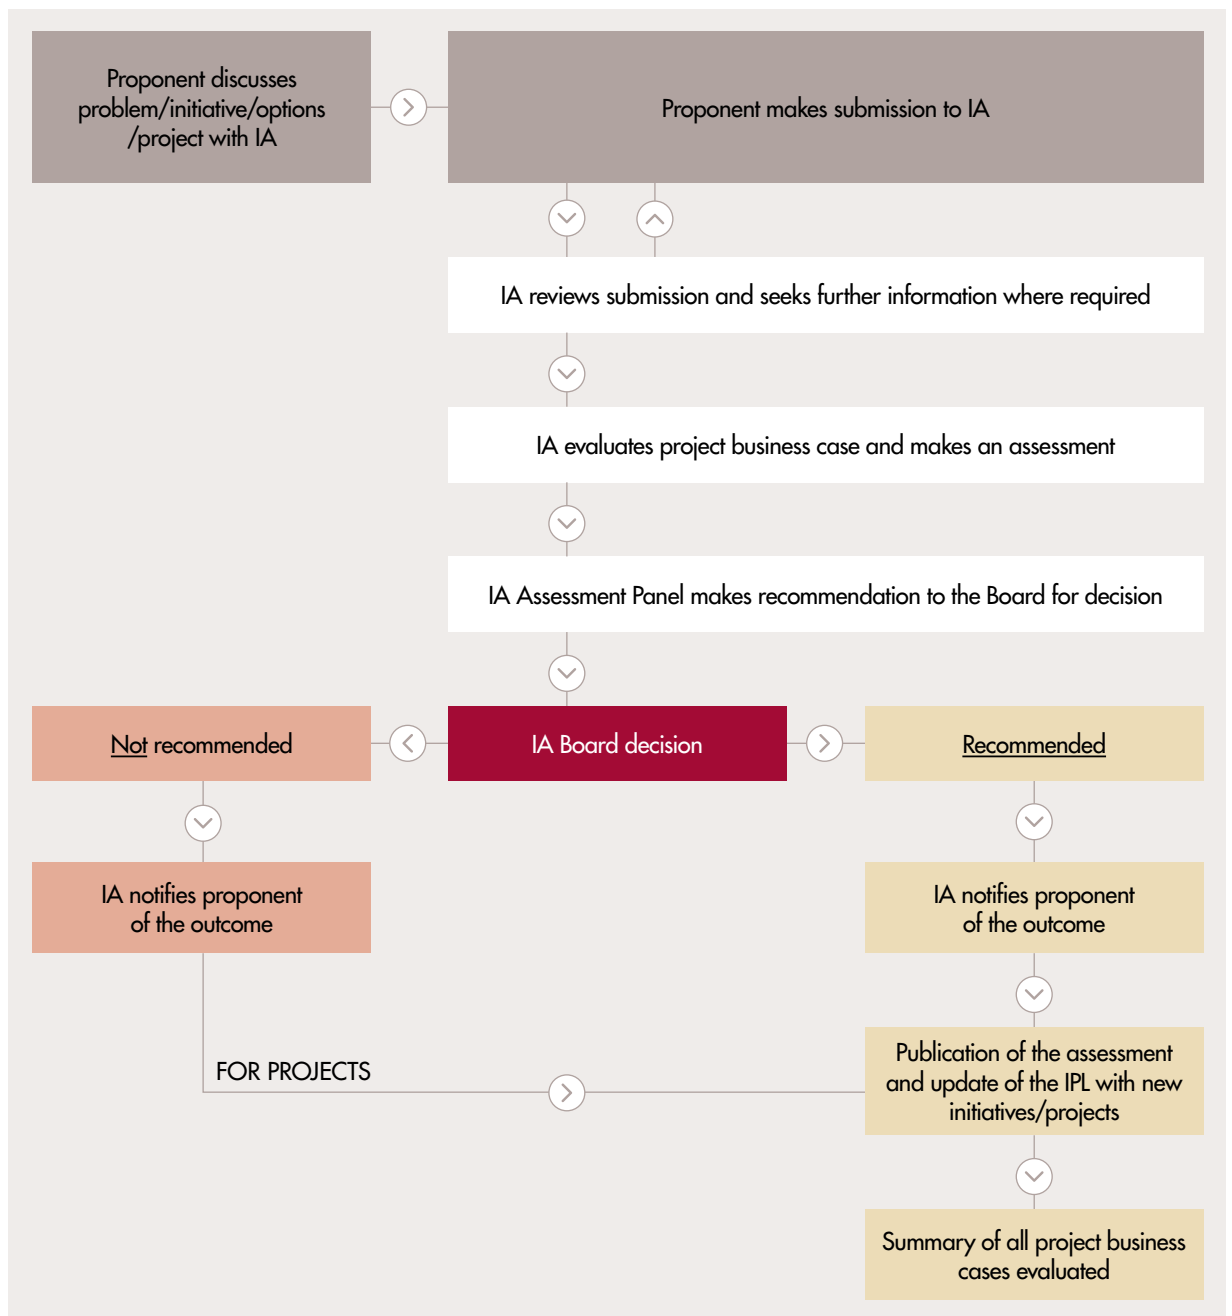 Proponent discusses
problem/initiative/options
/project with IA
Proponent makes submission to IA
IA reviews submission and seeks further information where required
IA evaluates project business case and makes an assessment
IA Assessment Panel makes recommendation to the Board for decision
Not recommended
IA Board decision
Recommended
IA notifies proponent
of the outcome
IA notifies proponent
of the outcome
FOR PROJECTS
Publication of the assessment
and update of the IPL with new
initiatives/projects
Summary of all project business
cases evaluated